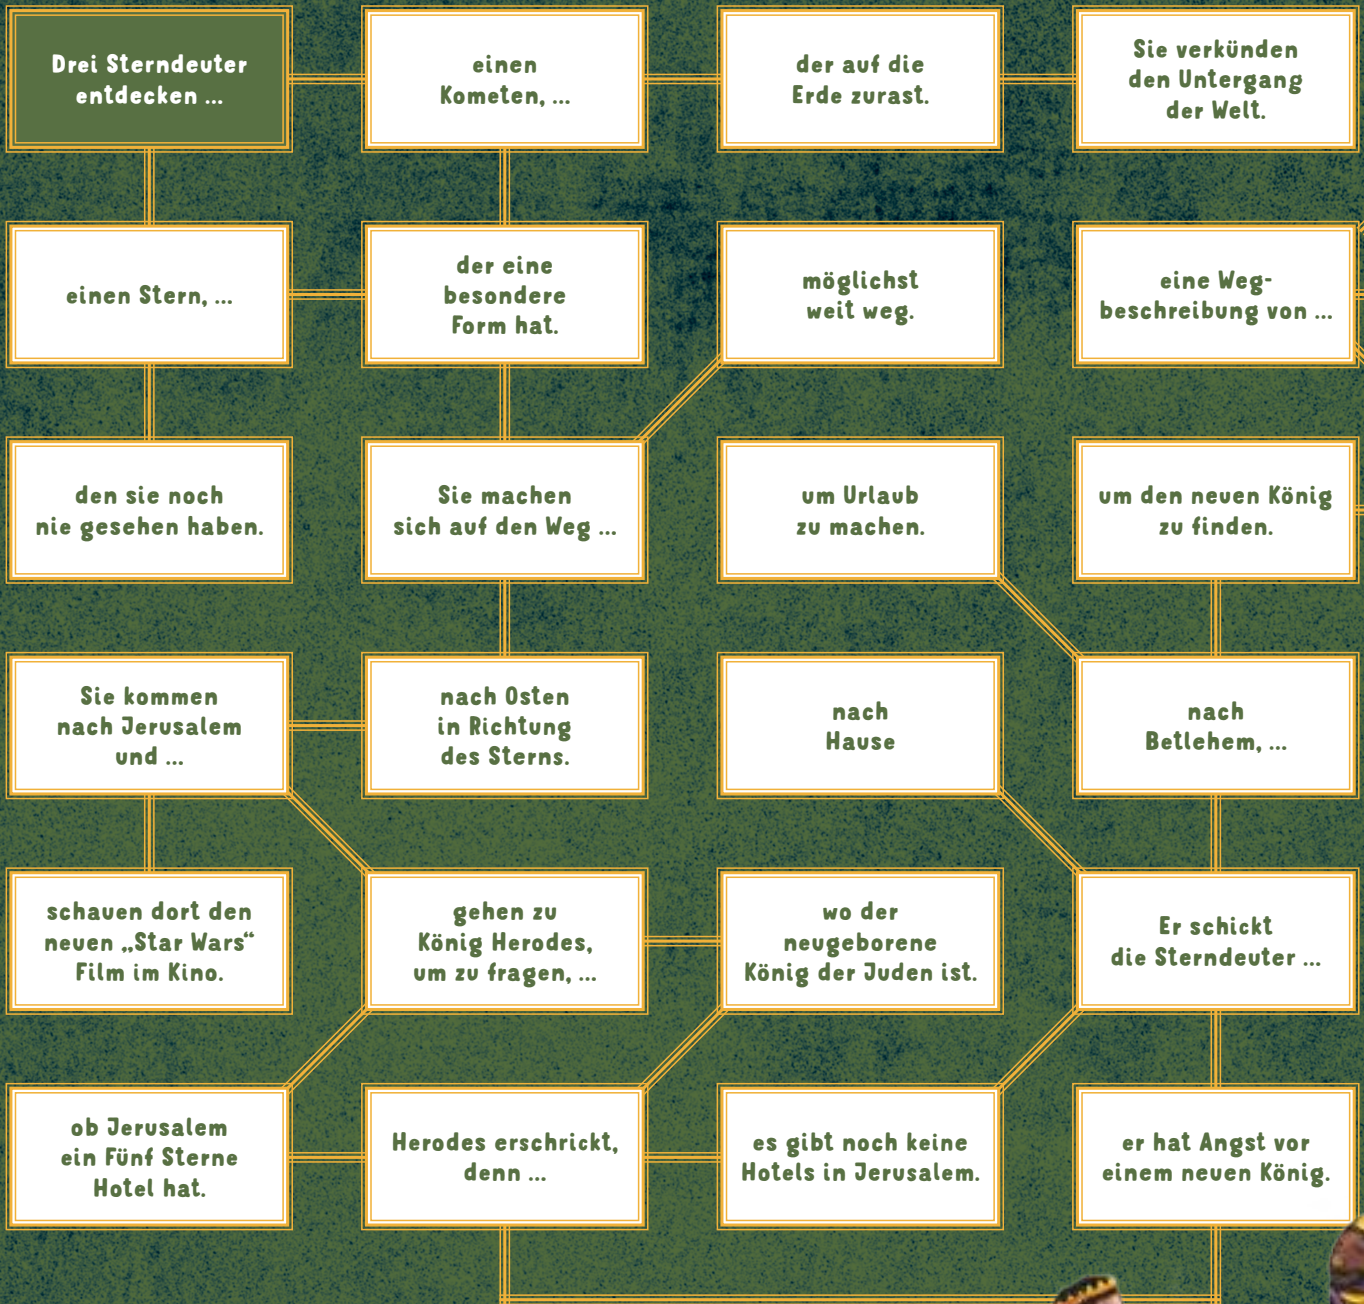 Drei Sterndeuter
entdecken ...
einen
Kometen, ...
der auf die
Erde zurast.
Sie verkünden
den Untergang
der Welt.
einen Stern, ...
der eine
besondere
Form hat.
möglichst
weit weg.
eine Weg-
beschreibung von ...
den sie noch
nie gesehen haben.
Sie machen
sich auf den Weg ...
um Urlaub
zu machen.
um den neuen König
zu finden.
Sie kommen
nach Jerusalem
und ...
nach Osten
in Richtung
des Sterns.
nach
Hause
nach
Betlehem, ...
schauen dort den
neuen „Star Wars“
Film im Kino.
gehen zu
König Herodes,
um zu fragen, ...
wo der
neugeborene
König der Juden ist.
Er schickt
die Sterndeuter ...
ob Jerusalem
ein Fünf Sterne
Hotel hat.
Herodes erschrickt,
denn ...
es gibt noch keine
Hotels in Jerusalem.
er hat Angst vor
einem neuen König.